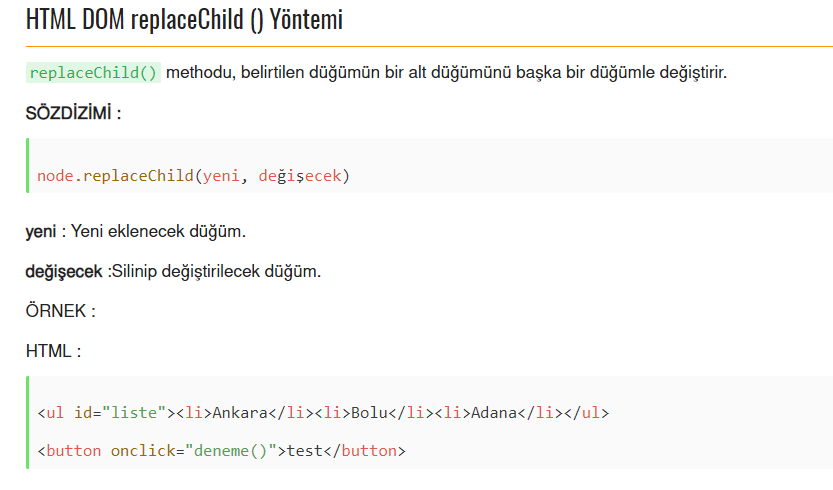 HTML DOM replaceChild () Yöntemi
replaceChild() methodu, belirtilen düğümün bir alt düğümünü başka bir düğümle değiştirir.
SÖZDİZİMİ :
node.replaceChild(yeni, değişecek)
yeni : Yeni eklenecek düğüm.
değişecek :Silinip değiştirilecek düğüm.
ÖRNEK :
HTML :
<ul id="liste"><li>Ankara</li><li>Bolu</li><li>Adana</li></ul>
<button onclick="deneme()">test</button>